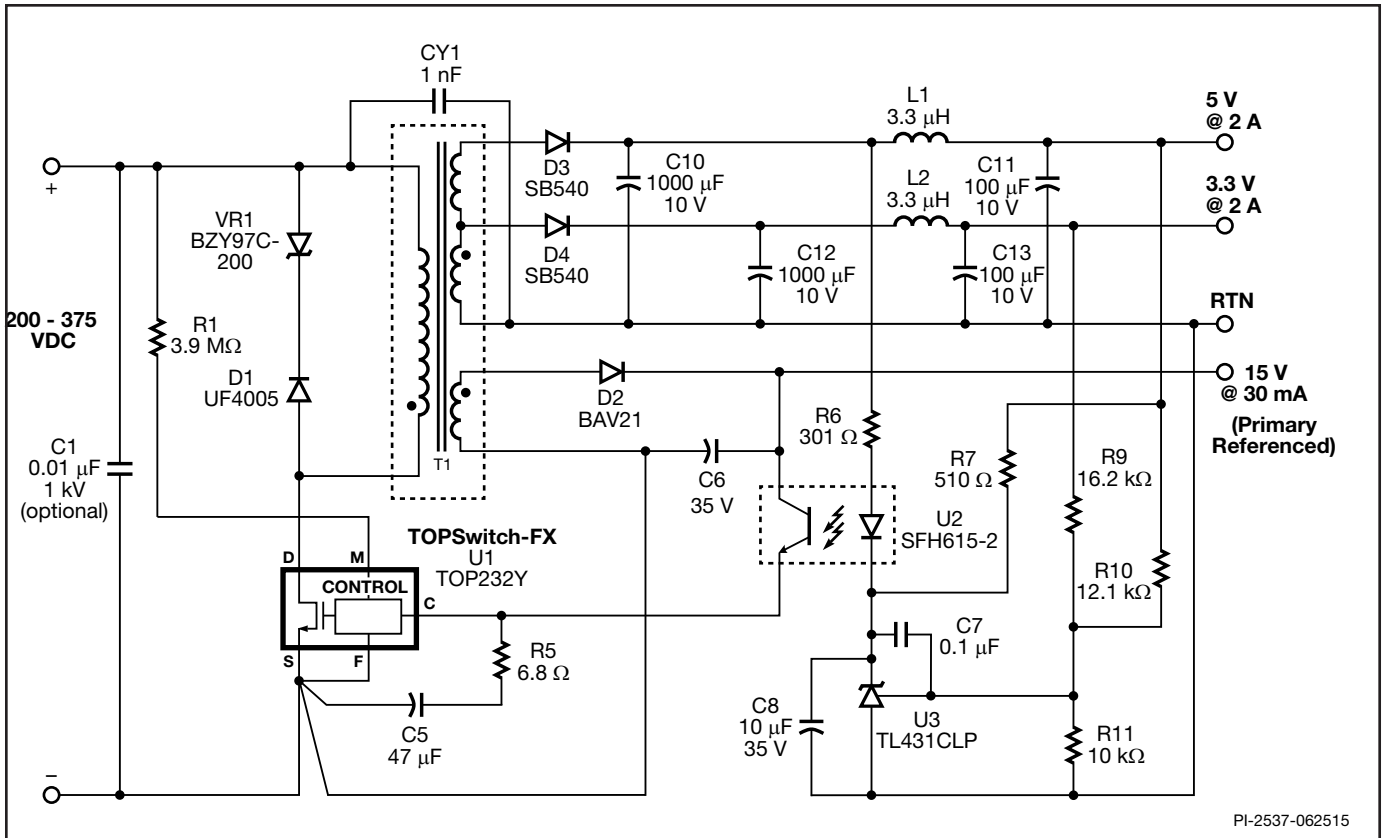 CY1
1 nF
L1
3.3 µH
5 V
@ 2 A
+
D3
SB540
C10
1000 µF
10 V
L2
3.3 µH
C11
100 µF
10 V
3.3 V
@ 2 A
VR1
BZY97C-
200
D4
SB540
C12
1000 µF
10 V
C13
100 µF
10 V
RTN
200 - 375
VDC
R1
3.9 MΩ
D1
UF4005
D2
BAV21
15 V
@ 30 mA
(Primary
Referenced)
R6
301 Ω
C1
0.01 µF
1 kV
(optional)
T1
C6
35 V
R7
510 Ω
R9
16.2 kΩ
U2
SFH615-2
TOPSwitch-FX
U1
TOP232Y
D
M
CONTROL
C
S
F
R10
12.1 kΩ
R5
6.8 Ω
C7
0.1 µF
C5
47 µF
C8
10 µF
35 V
U3
TL431CLP
R11
10 kΩ
–
PI-2537-062515